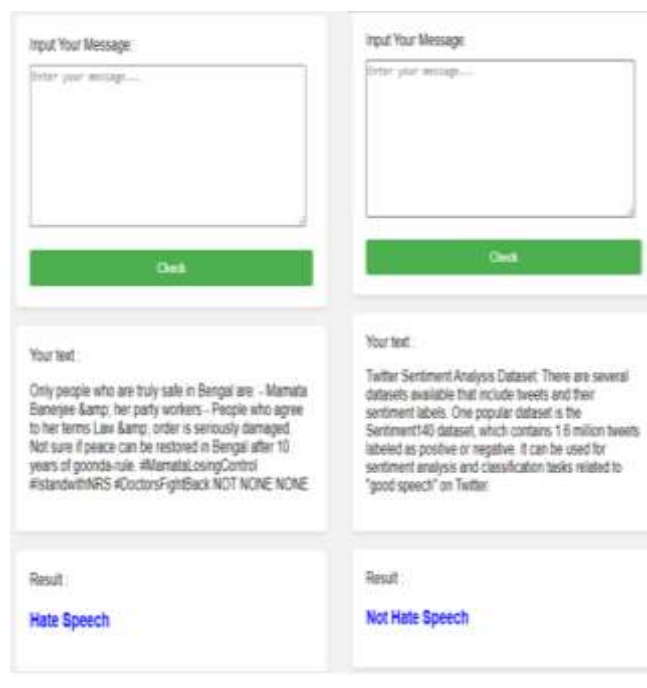 Input Your Message:
Enter your message...
Check
Your text :
Only people who are truly safe in Bengal are: - Mamata
Banerjee &amp; her party workers - People who agree
to her terms Law &amp; order is seriously damaged.
Not sure if peace can be restored in Bengal after 10
years of goonda-rule. #MamataLosingControl
#IstandwithNRS #DoctorsFightBack NOT NONE NONE
Result :
Hate Speech
Input Your Message:
Enter your message...
Check
Your text :
Twitter Sentiment Analysis Dataset: There are several
datasets available that include tweets and their
sentiment labels. One popular dataset is the
Sentiment140 dataset, which contains 1.6 million tweets
labeled as positive or negative. It can be used for
sentiment analysis and classification tasks related to
"good speech" on Twitter.
Result :
Not Hate Speech